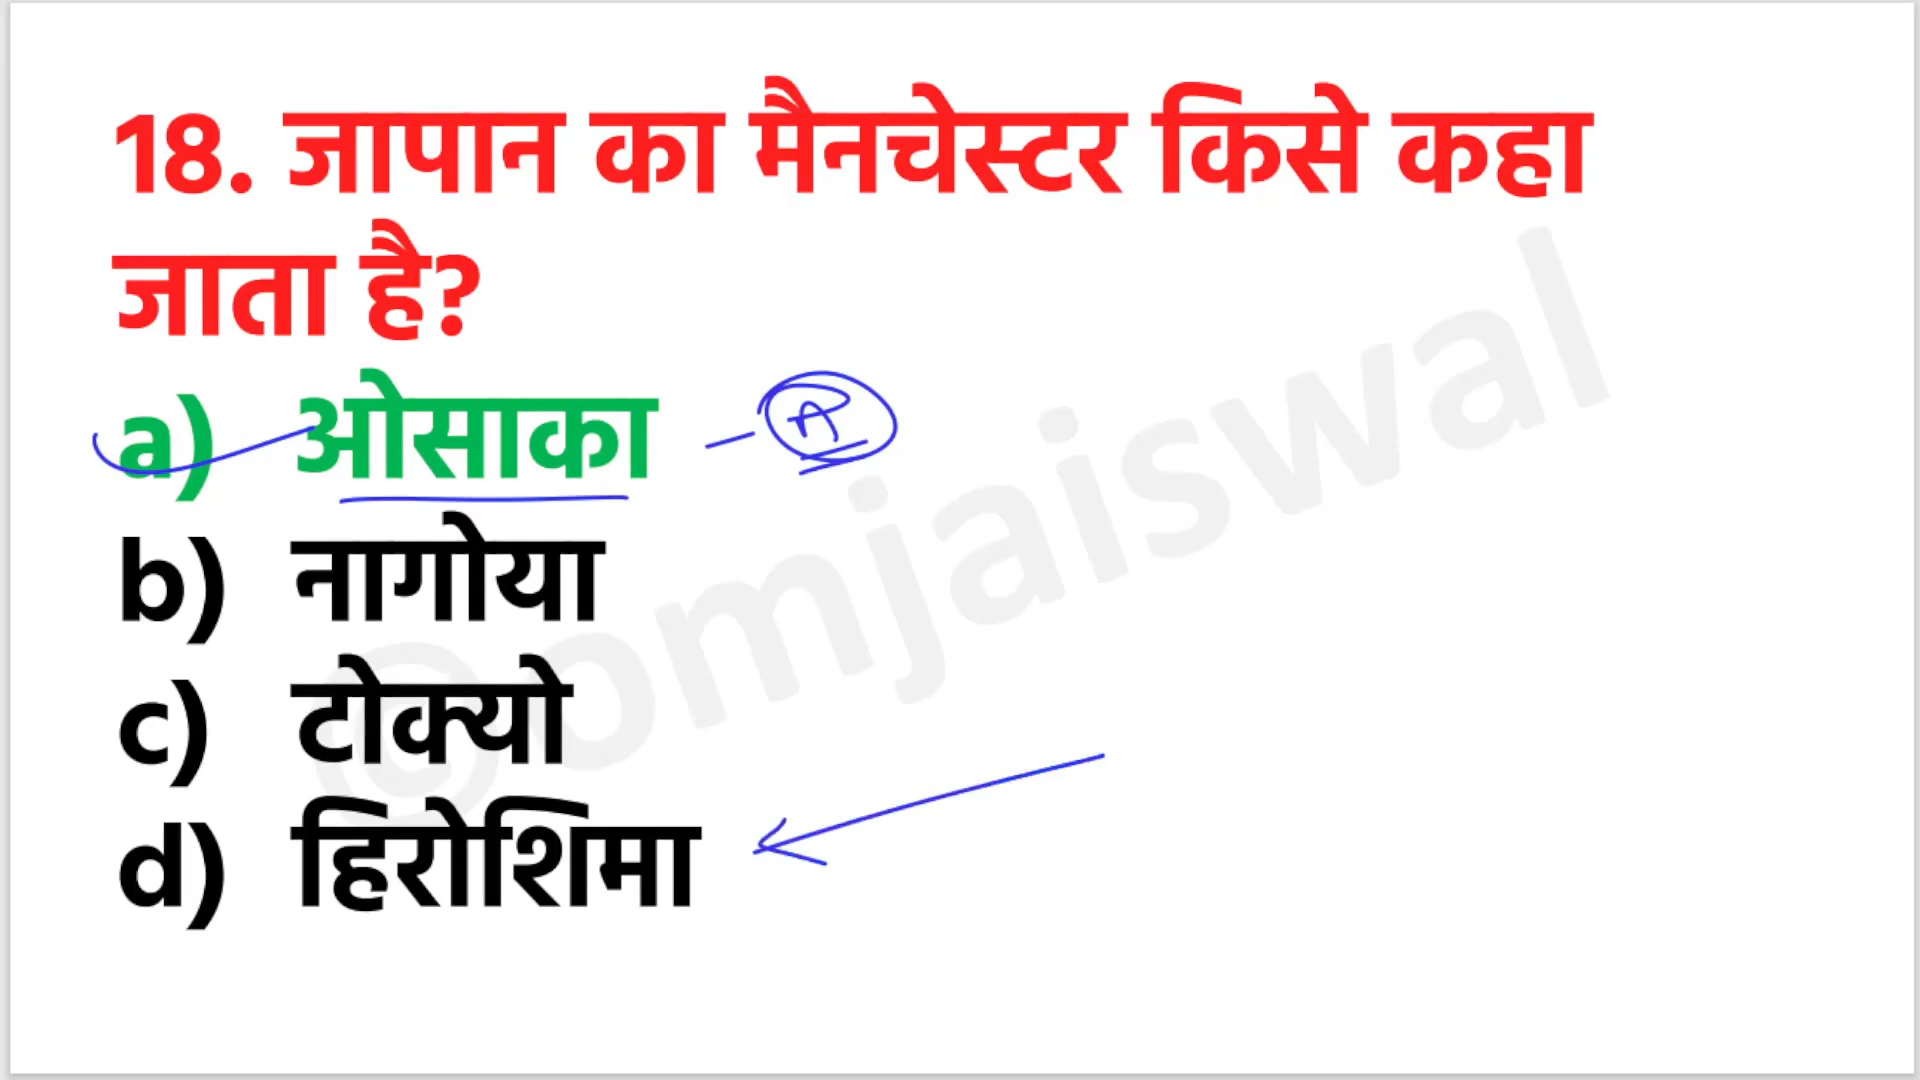 18. जापान का मैनचेस्टर किसे कहा
जाता है?
a) ओसाका
b) नागोया
c) टोक्यो
d) हिरोशिमा
©omjaiswal